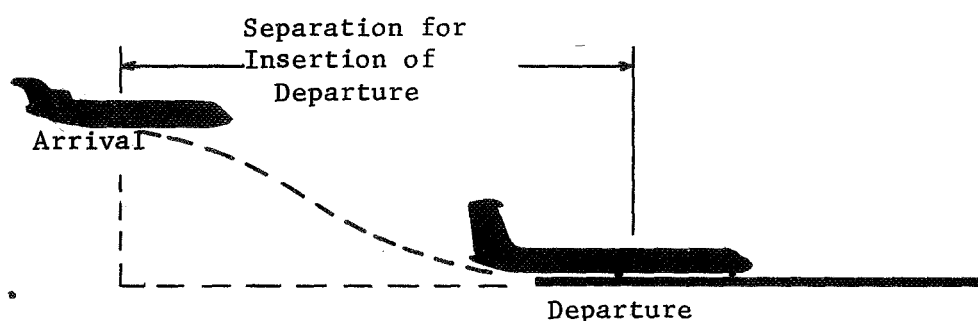 Separation for
Insertion of
Departure
Arrival
Departure